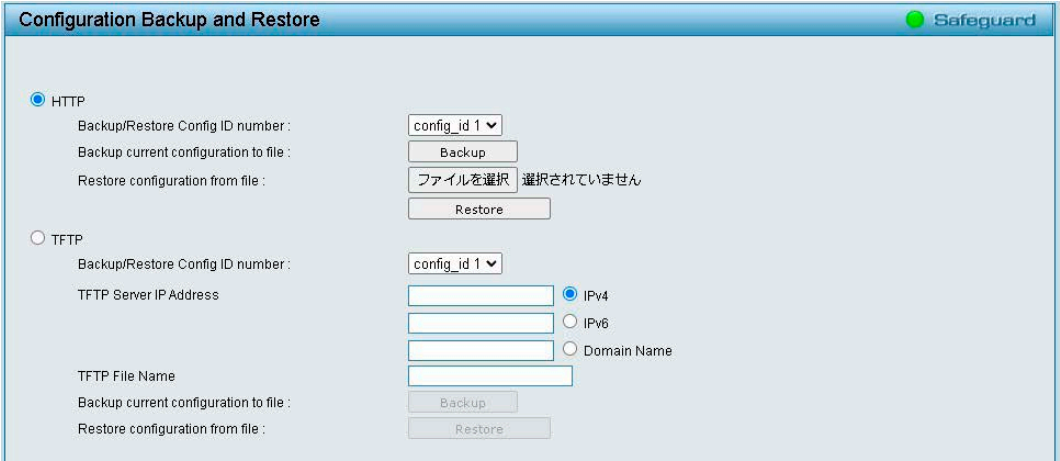 Configuration Backup and Restore Safeguard
HTTP
Backup/Restore Config ID number : config_id 1
Backup current configuration to file : Backup
Restore configuration from file : ファイルを選択 選択されていません
Restore
TFTP
Backup/Restore Config ID number : config_id 1
TFTP Server IP Address IPv4
IPv6
Domain Name
TFTP File Name
Backup current configuration to file : Backup
Restore configuration from file : Restore